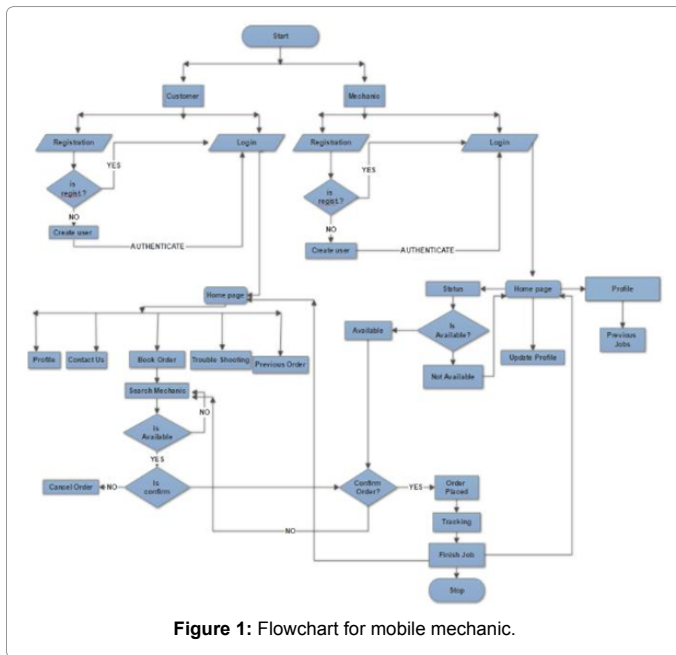 Start
Customer
Mechanic
Registration
Login
Registration
Login
YES
YES
is
regist.?
is
regist.?
NO
NO
Create user
AUTHENTICATE
Create user
AUTHENTICATE
Home page
Status
Home page
Profile
Available
Is
Available?
Previous
Jobs
Profile
Contact Us
Book Order
Trouble Shooting
Previous Order
Not Available
Update Profile
Search Mechanic
NO
Is
Available
YES
Cancel Order
NO
Is
confirm
Confirm
Order?
YES
Order
Placed
Tracking
NO
Finish Job
Stop
Figure 1: Flowchart for mobile mechanic.